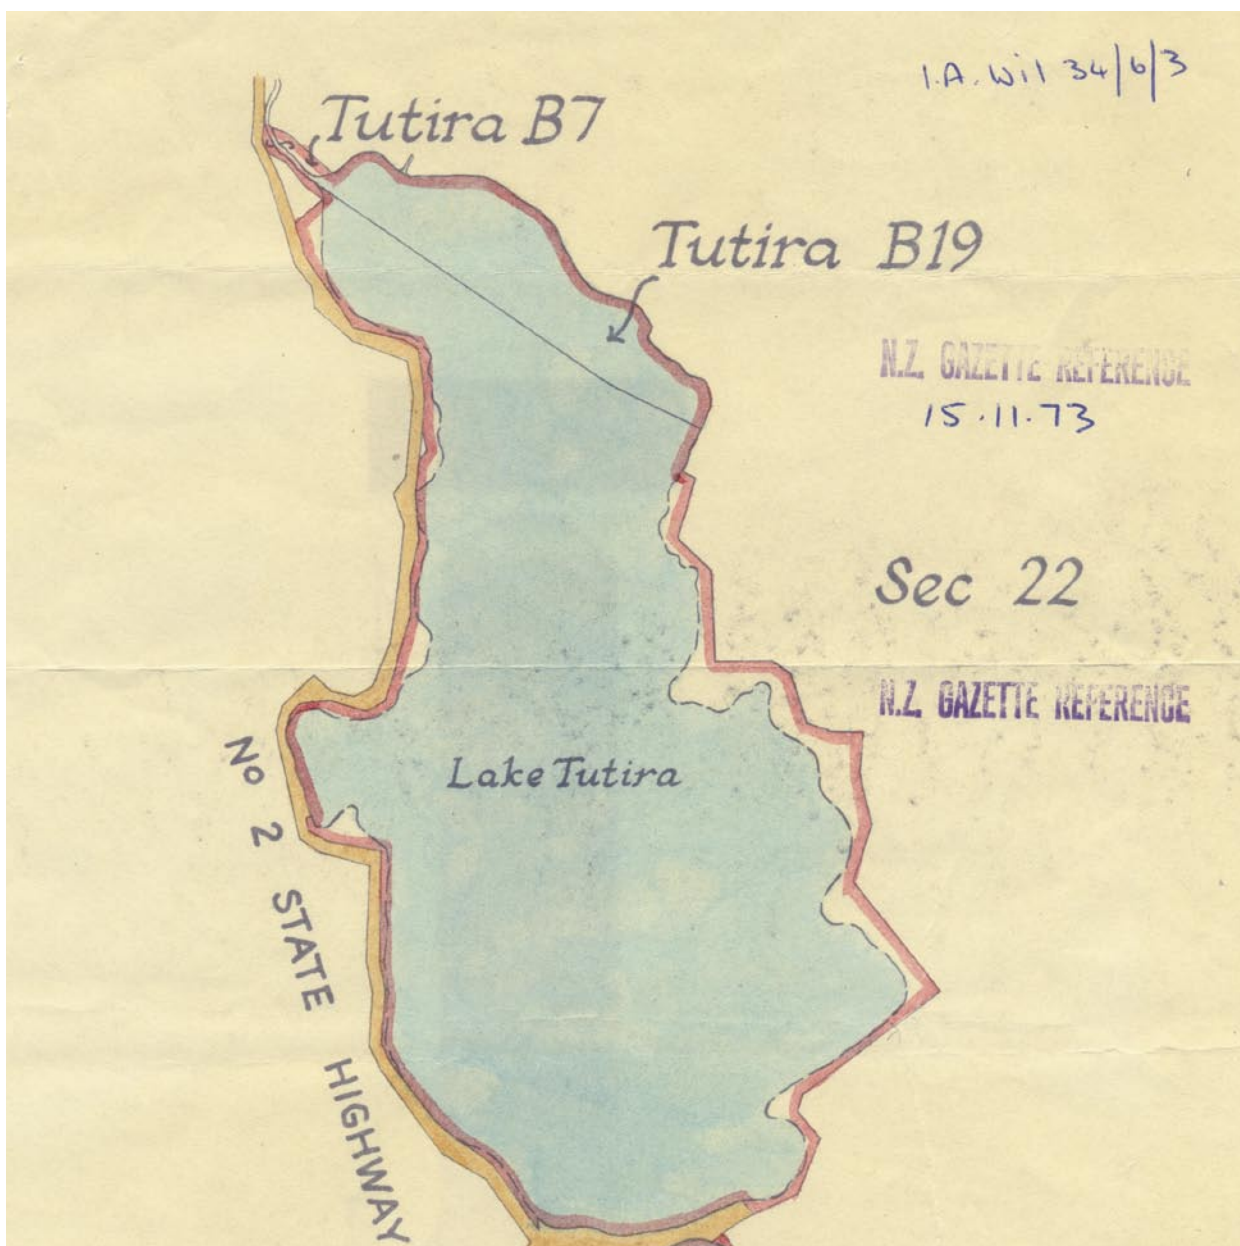 I.A. Wil 34/6/3
Tutira B7
Tutira B19
N.Z. GAZETTE REFERENCE
15.11.73
Sec 22
N.Z. GAZETTE REFERENCE
Lake Tutira
No 2 STATE HIGHWAY